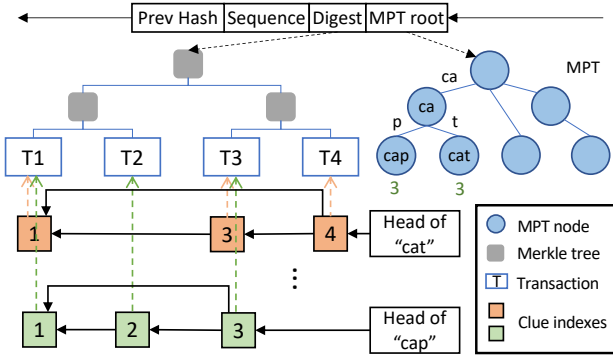 Prev Hash Sequence Digest MPT root
MPT
ca
ca
p t
cap cat
3 3
T1 T2 T3 T4
1 3 4
Head of
"cat"
...
1 2 3
Head of
"cap"
MPT node
Merkle tree
T Transaction
Clue indexes